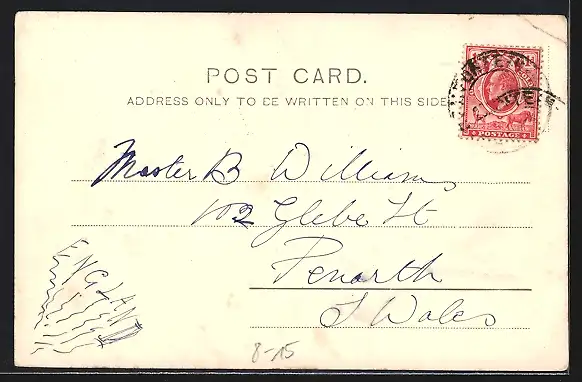 POST CARD.
ADDRESS ONLY TO BE WRITTEN ON THIS SIDE
POSTAGE
Master B Williams
102 Glebe St
Penarth
S Wales
ENGLAND
8-15